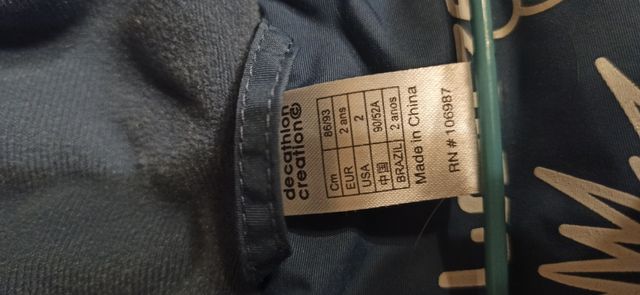 decathlon
creation©
Cm 86/93
EUR 2 ans
USA 2
中国 90/52A
BRAZIL 2 anos
Made in China
RN # 106987